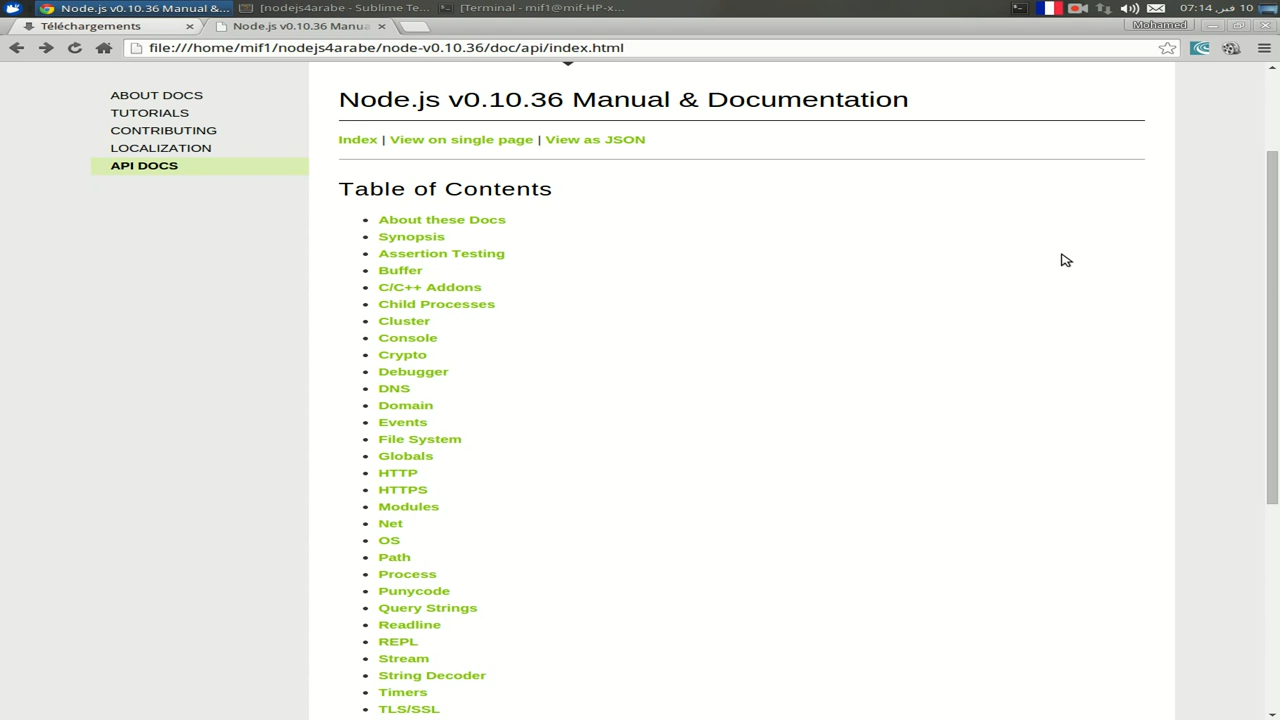 Node.js v0.10.36 Manual &...
[nodejs4arabe - Sublime Te...
[Terminal - mif1@mif-HP-x...
07:14 ,فبر 10
Téléchargements
Node.js v0.10.36 Manua
Mohamed
file:///home/mif1/nodejs4arabe/node-v0.10.36/doc/api/index.html
ABOUT DOCS
TUTORIALS
CONTRIBUTING
LOCALIZATION
API DOCS
Node.js v0.10.36 Manual & Documentation
Index | View on single page | View as JSON
Table of Contents
About these Docs
Synopsis
Assertion Testing
Buffer
C/C++ Addons
Child Processes
Cluster
Console
Crypto
Debugger
DNS
Domain
Events
File System
Globals
HTTP
HTTPS
Modules
Net
OS
Path
Process
Punycode
Query Strings
Readline
REPL
Stream
String Decoder
Timers
TLS/SSL